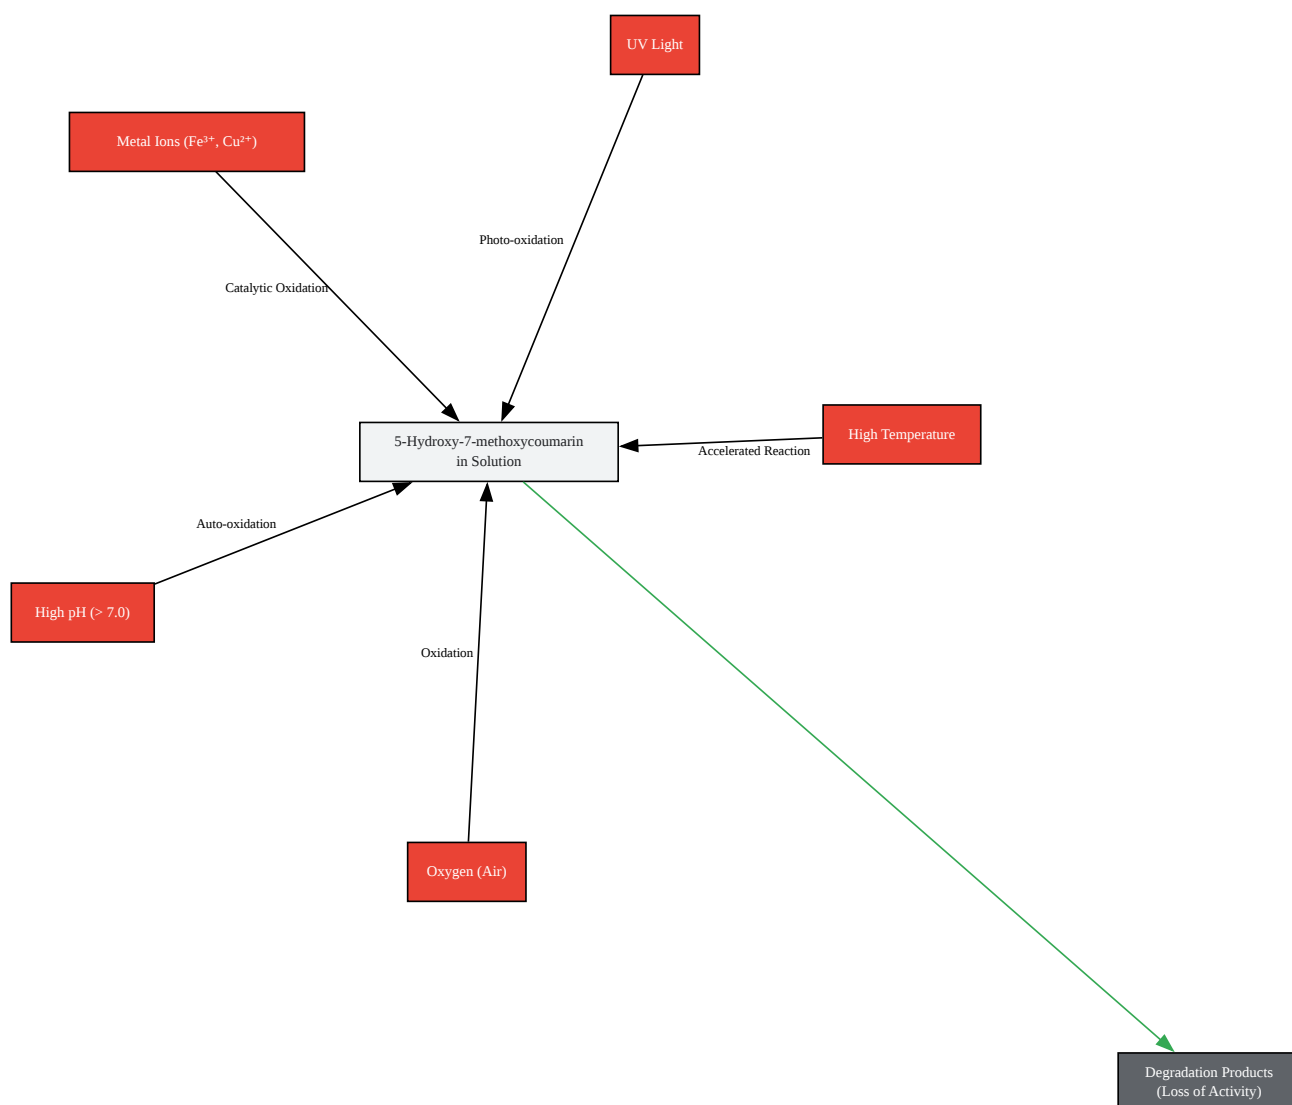 UV Light
Metal Ions (Fe³⁺, Cu²⁺)
Photo-oxidation
Catalytic Oxidation
5-Hydroxy-7-methoxycoumarin
in Solution
High Temperature
Accelerated Reaction
Auto-oxidation
High pH (> 7.0)
Oxidation
Oxygen (Air)
Degradation Products
(Loss of Activity)